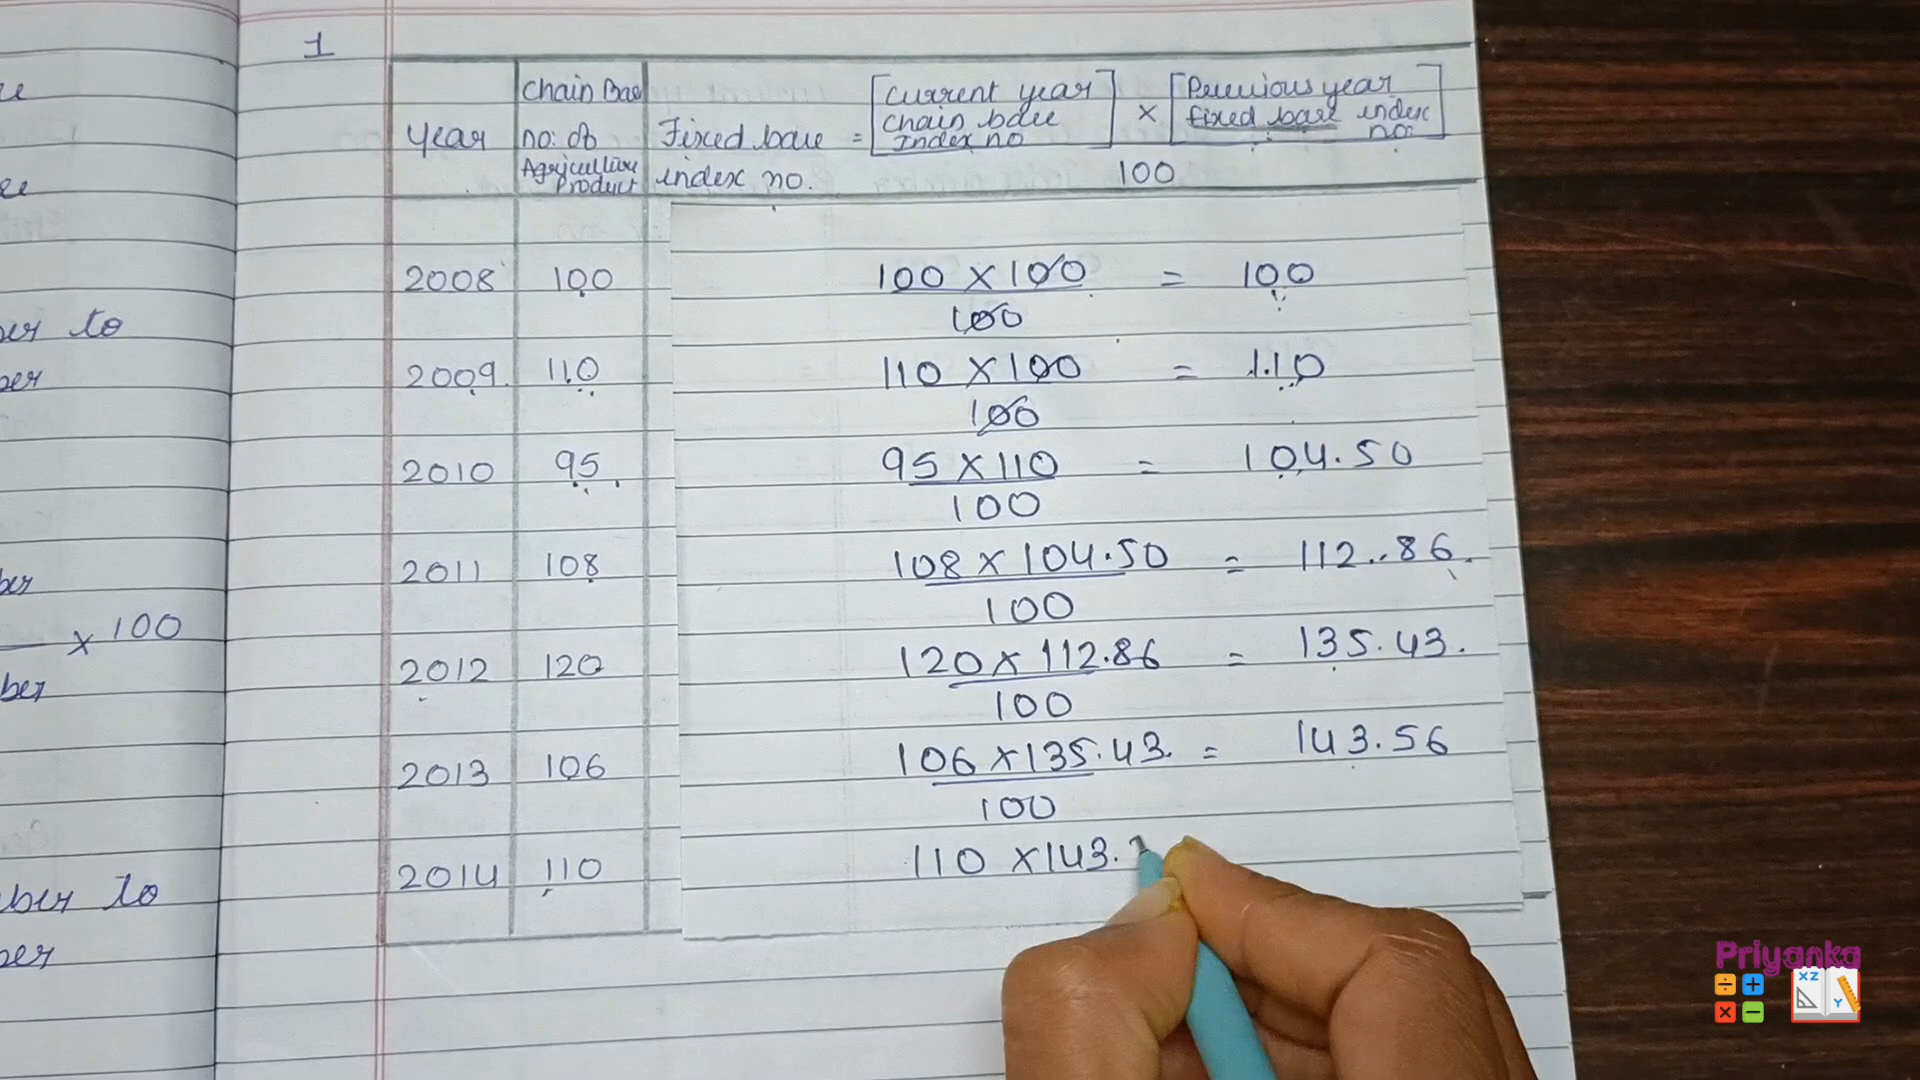 1
Year
Chain Base
no: of
Agriculture
Product
Fixed base
index no.
=
[Current year
chain base
Index no]
×
[Previous year
fixed base index
no.]
100
2008 100 100 × 100 = 100
100
2009 110 110 × 100 = 110
100
2010 95 95 × 110 = 104.50
100
2011 108 108 × 104.50 = 112.86
100
2012 120 120 × 112.86 = 135.43
100
2013 106 106 × 135.43 = 143.56
100
2014 110 110 × 143.
to
× 100
to
Priyanka
÷ +
× −
XZ
Y